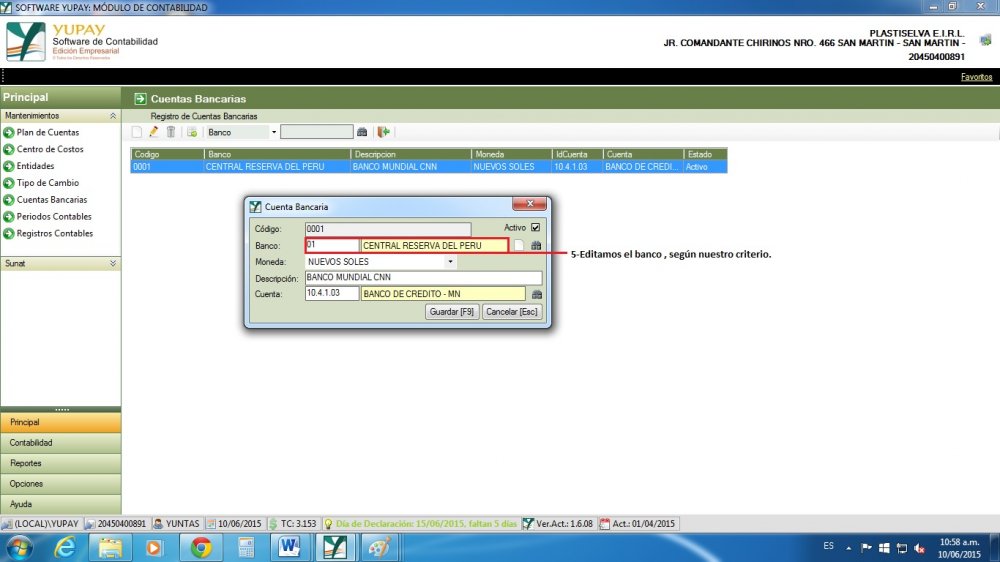 SOFTWARE YUPAY: MÓDULO DE CONTABILIDAD
YUPAY
Software de Contabilidad
Edición Empresarial
© Todos los Derechos Reservados
PLASTISELVA E.I.R.L.
JR. COMANDANTE CHIRINOS NRO. 466 SAN MARTIN - SAN MARTIN -
20450400891
Favoritos
Principal
Mantenimientos
Plan de Cuentas
Centro de Costos
Entidades
Tipo de Cambio
Cuentas Bancarias
Periodos Contables
Registros Contables
Sunat
Principal
Contabilidad
Reportes
Opciones
Ayuda
Cuentas Bancarias
Registro de Cuentas Bancarias
Banco
Codigo Banco Descripcion Moneda IdCuenta Cuenta Estado
0001 CENTRAL RESERVA DEL PERU BANCO MUNDIAL CNN NUEVOS SOLES 10.4.1.03 BANCO DE CREDI... Activo
Cuenta Bancaria
Código: 0001 Activo
Banco: 01 CENTRAL RESERVA DEL PERU
Moneda: NUEVOS SOLES
Descripción: BANCO MUNDIAL CNN
Cuenta: 10.4.1.03 BANCO DE CREDITO - MN
Guardar [F9] Cancelar [Esc]
5-Editamos el banco , según nuestro criterio.
(LOCAL)\YUPAY 20450400891 YUNTAS 10/06/2015 TC: 3.153 Día de Declaración: 15/06/2015, faltan 5 días Ver.Act.: 1.6.08 Act.: 01/04/2015
ES 10:58 a.m.
10/06/2015